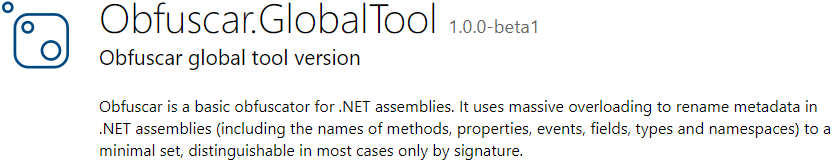 Obfuscar.GlobalTool 1.0.0-beta1
Obfuscar global tool version
Obfuscar is a basic obfuscator for .NET assemblies. It uses massive overloading to rename metadata in
.NET assemblies (including the names of methods, properties, events, fields, types and namespaces) to a
minimal set, distinguishable in most cases only by signature.